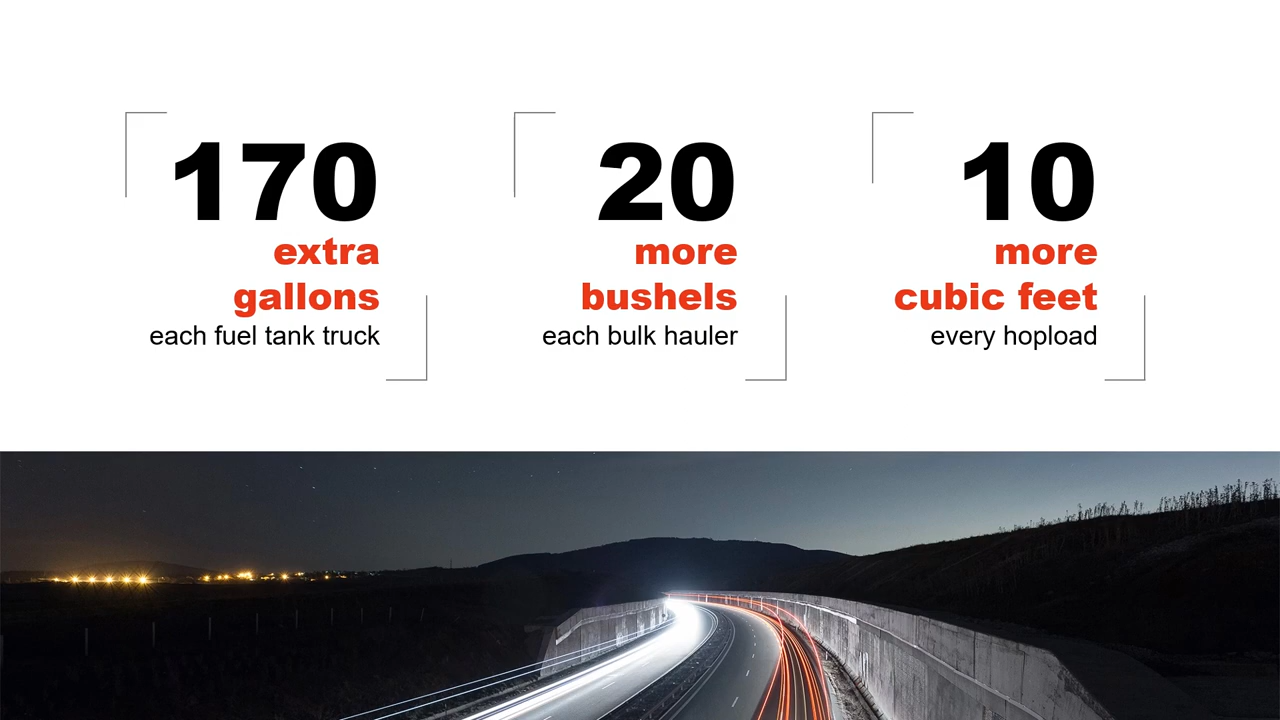 170
extra
gallons
each fuel tank truck
20
more
bushels
each bulk hauler
10
more
cubic feet
every hopload